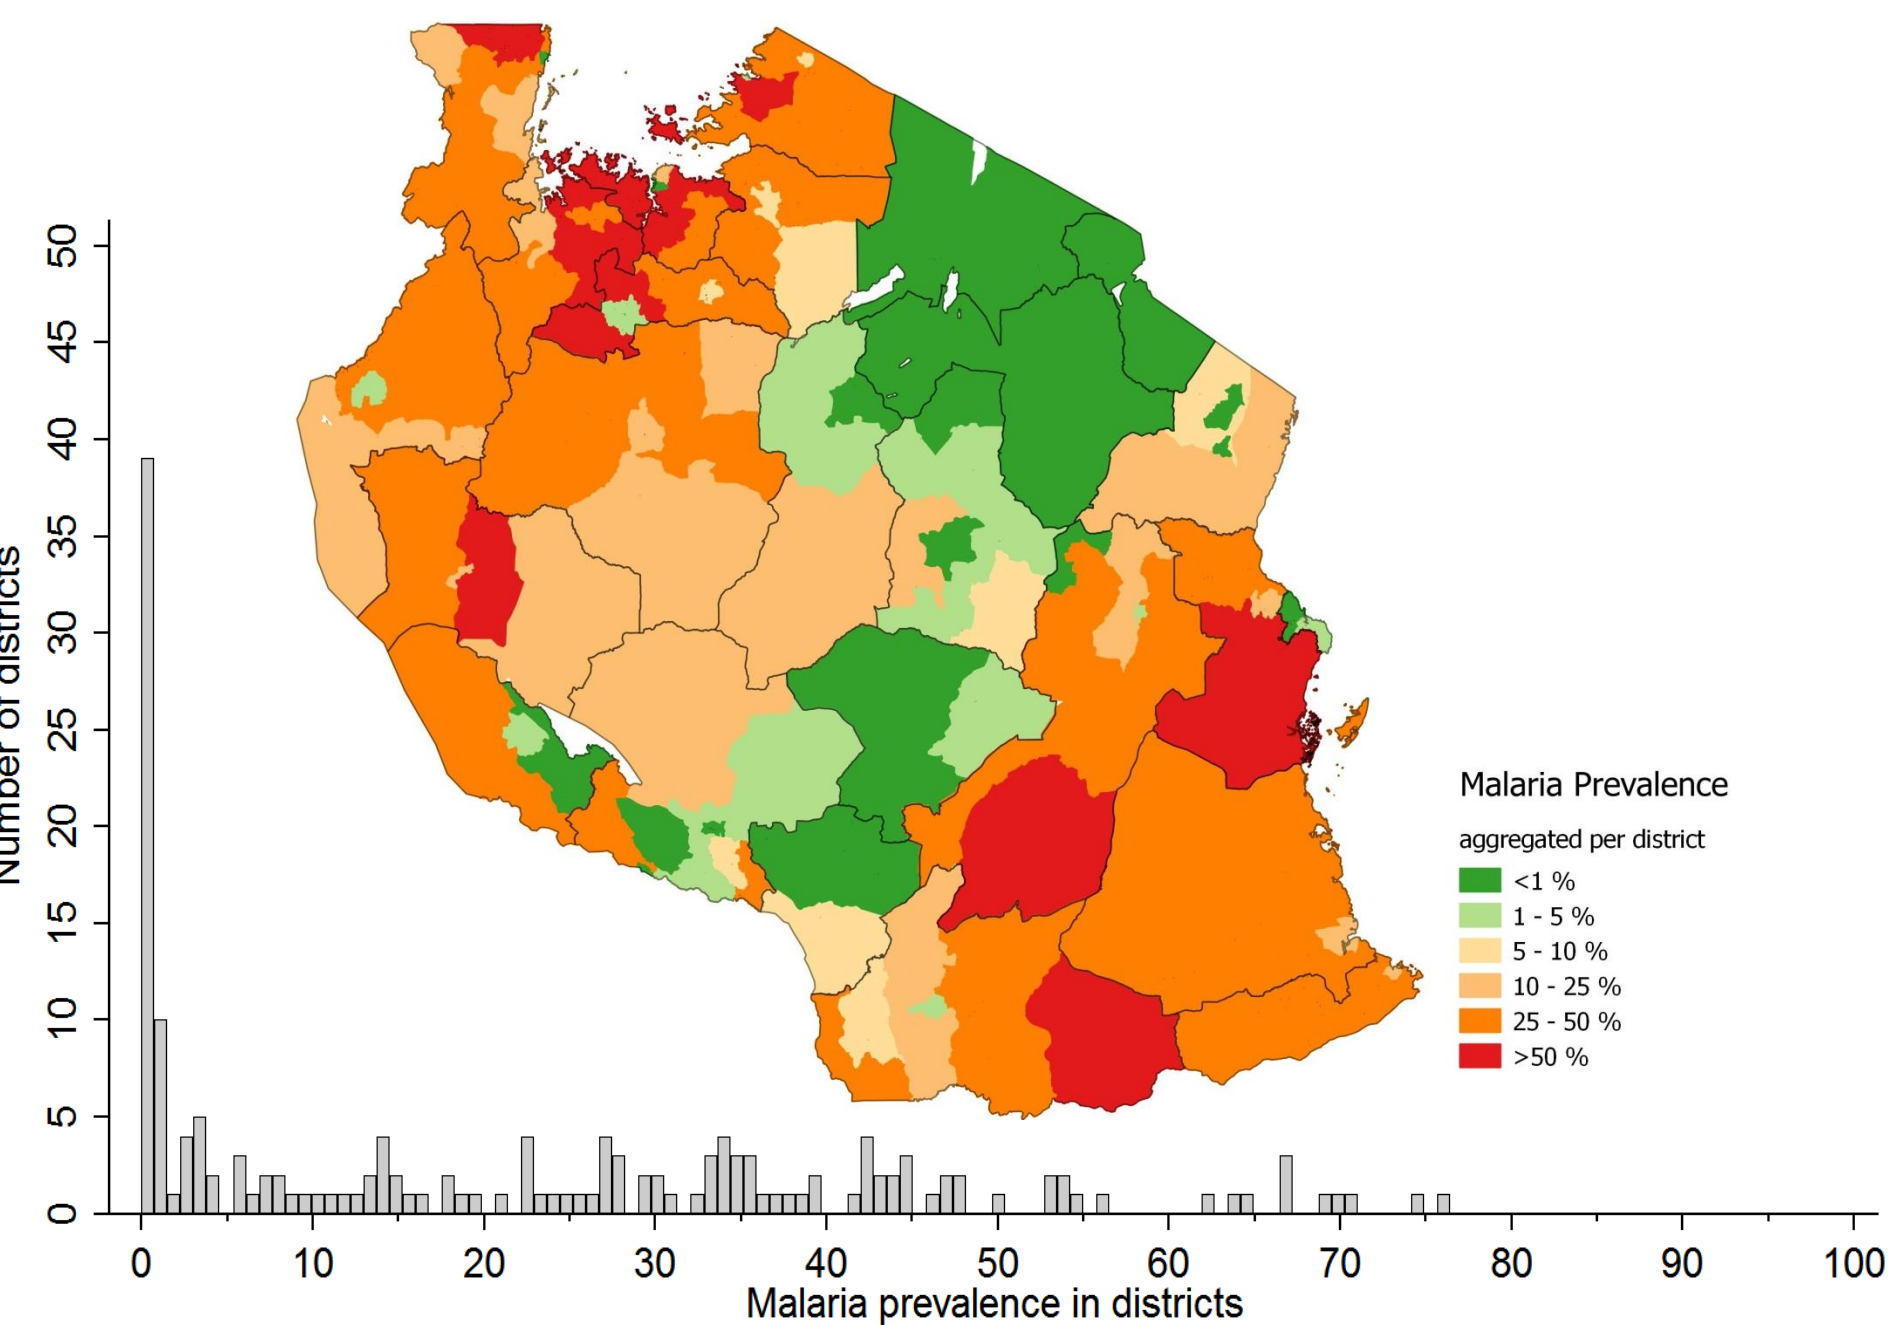 Number of districts
50
45
40
35
30
25
20
15
10
5
0
Malaria Prevalence
aggregated per district
<1 %
1 - 5 %
5 - 10 %
10 - 25 %
25 - 50 %
>50 %
0 10 20 30 40 50 60 70 80 90 100
Malaria prevalence in districts